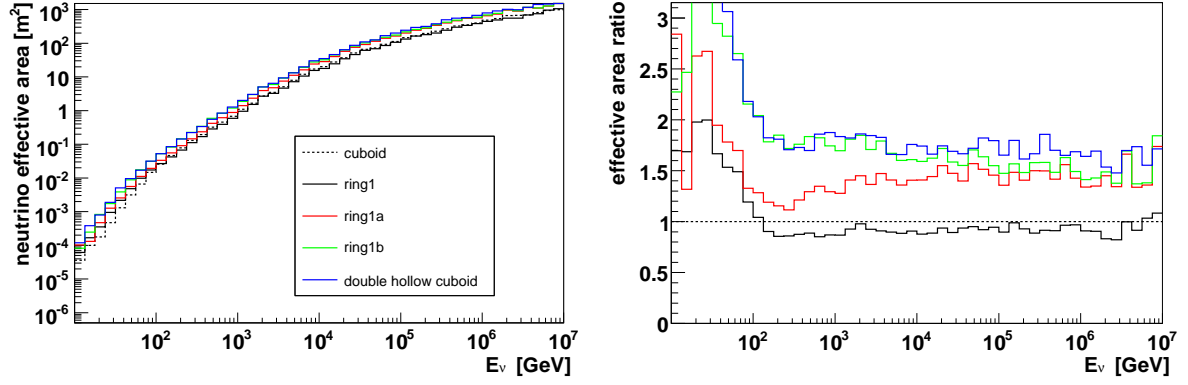 neutrino effective area [m²]
10³
10²
10
1
10⁻¹
10⁻²
10⁻³
10⁻⁴
10⁻⁵
10⁻⁶
cuboid
ring1
ring1a
ring1b
double hollow cuboid
10² 10³ 10⁴ 10⁵ 10⁶ 10⁷
Eᵥ [GeV]
effective area ratio
3
2.5
2
1.5
1
0.5
0
10² 10³ 10⁴ 10⁵ 10⁶ 10⁷
Eᵥ [GeV]